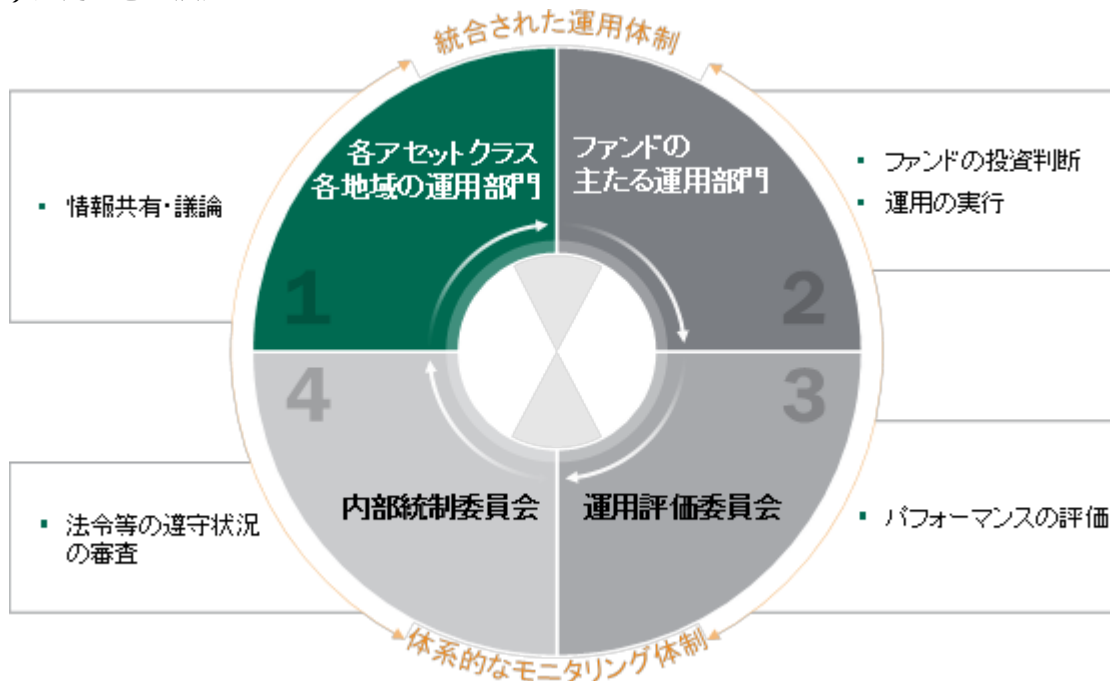 統合された運用体制
各アセットクラス
各地域の運用部門
ファンドの
主たる運用部門
▪ 情報共有・議論
▪ ファンドの投資判断
▪ 運用の実行
1
2
4
3
内部統制委員会
運用評価委員会
▪ 法令等の遵守状況
の審査
▪ パフォーマンスの評価
体系的なモニタリング体制